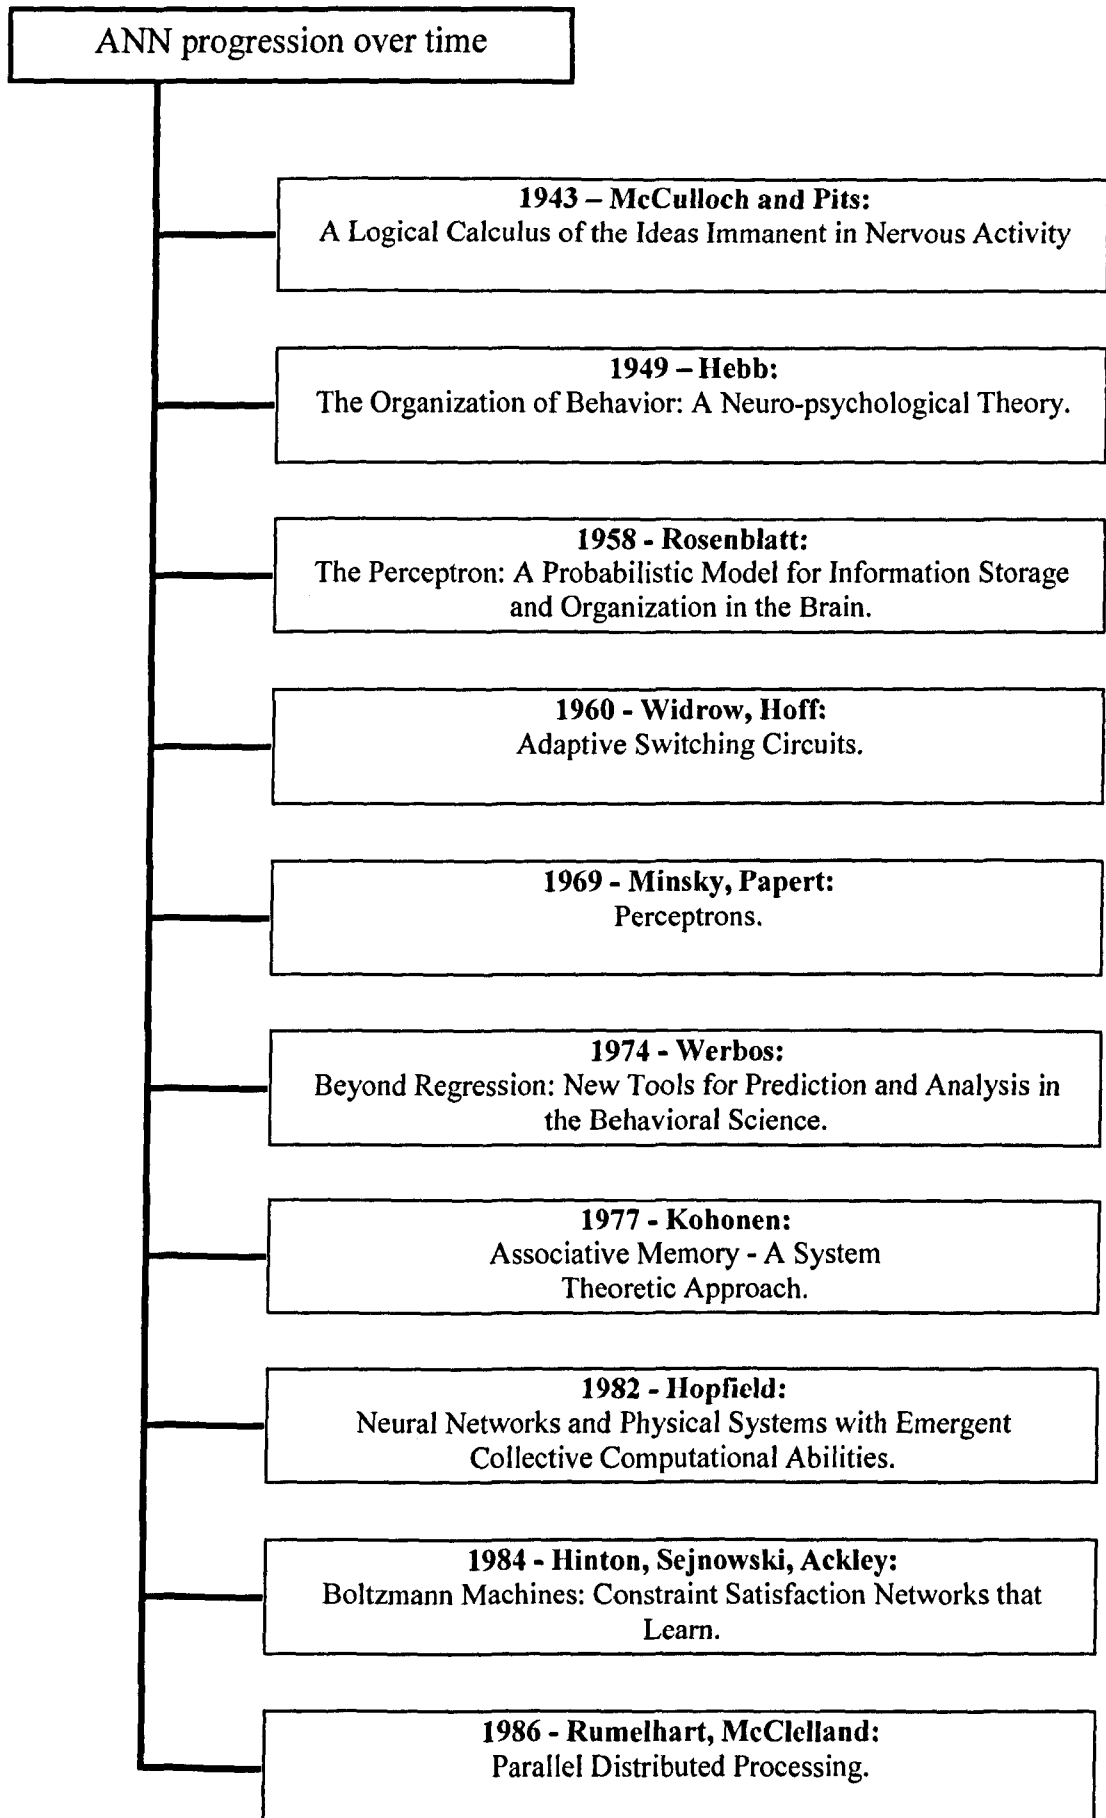 ANN progression over time
1943 – McCulloch and Pits:
A Logical Calculus of the Ideas Immanent in Nervous Activity
1949 – Hebb:
The Organization of Behavior: A Neuro-psychological Theory.
1958 - Rosenblatt:
The Perceptron: A Probabilistic Model for Information Storage
and Organization in the Brain.
1960 - Widrow, Hoff:
Adaptive Switching Circuits.
1969 - Minsky, Papert:
Perceptrons.
1974 - Werbos:
Beyond Regression: New Tools for Prediction and Analysis in
the Behavioral Science.
1977 - Kohonen:
Associative Memory - A System
Theoretic Approach.
1982 - Hopfield:
Neural Networks and Physical Systems with Emergent
Collective Computational Abilities.
1984 - Hinton, Sejnowski, Ackley:
Boltzmann Machines: Constraint Satisfaction Networks that
Learn.
1986 - Rumelhart, McClelland:
Parallel Distributed Processing.